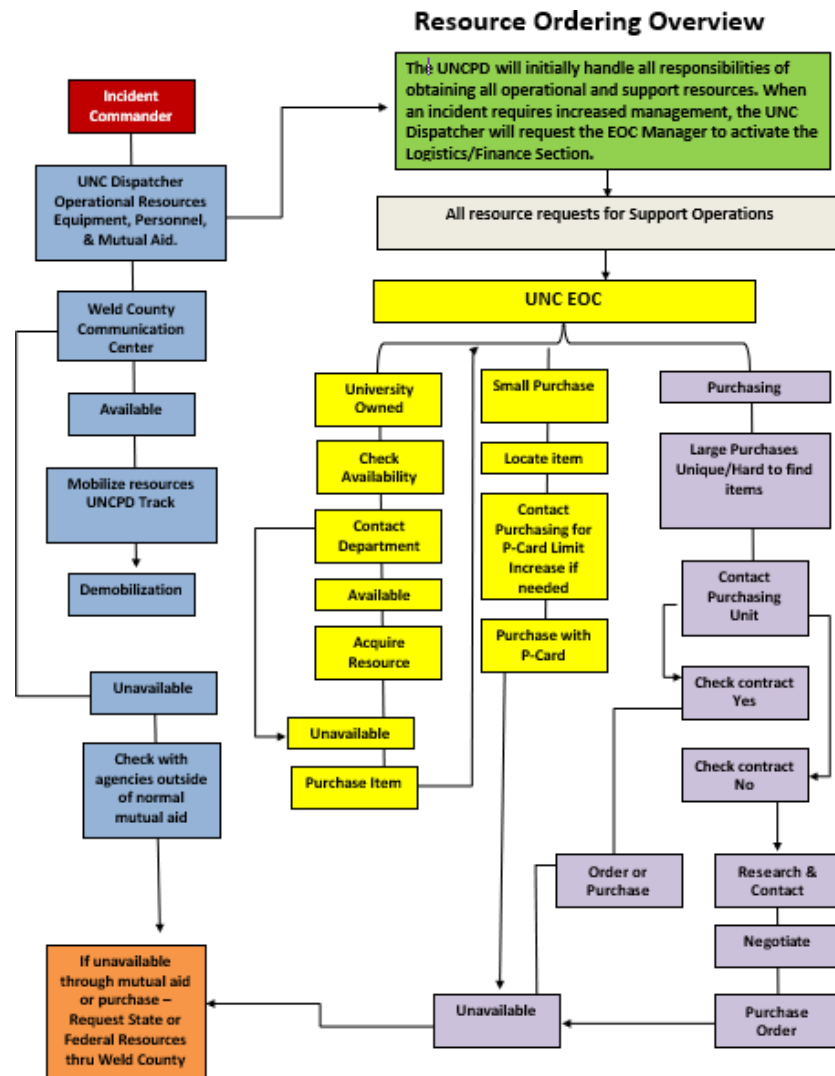 Resource Ordering Overview
Incident
Commander
The UNCPD will initially handle all responsibilities of
obtaining all operational and support resources. When
an incident requires increased management, the UNC
Dispatcher will request the EOC Manager to activate the
Logistics/Finance Section.
UNC Dispatcher
Operational Resources
Equipment, Personnel,
& Mutual Aid.
All resource requests for Support Operations
Weld County
Communication
Center
UNC EOC
Available
Mobilize resources
UNCPD Track
Demobilization
Unavailable
Check with
agencies outside
of normal
mutual aid
University
Owned
Check
Availability
Contact
Department
Available
Acquire
Resource
Unavailable
Purchase Item
Small Purchase
Locate item
Contact
Purchasing for
P-Card Limit
Increase if
needed
Purchase with
P-Card
Purchasing
Large Purchases
Unique/Hard to find
items
Contact
Purchasing
Unit
Check contract
Yes
Check contract
No
Order or
Purchase
Research &
Contact
Negotiate
Purchase
Order
Unavailable
If unavailable
through mutual aid
or purchase –
Request State or
Federal Resources
thru Weld County